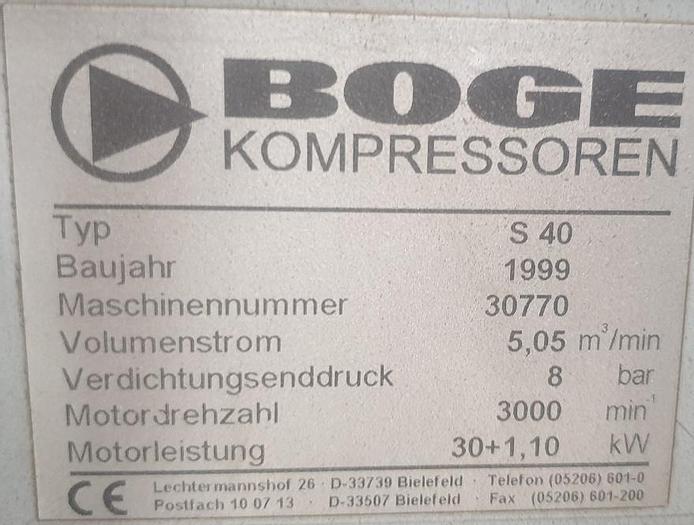 BOGE
KOMPRESSOREN
Typ S 40
Baujahr 1999
Maschinennummer 30770
Volumenstrom 5,05 m³/min
Verdichtungsenddruck 8 bar
Motordrehzahl 3000 min⁻¹
Motorleistung 30+1,10 kW
CE Lechtermannshof 26 · D-33739 Bielefeld · Telefon (05206) 601-0
Postfach 10 07 13 · D-33507 Bielefeld · Fax (05206) 601-200